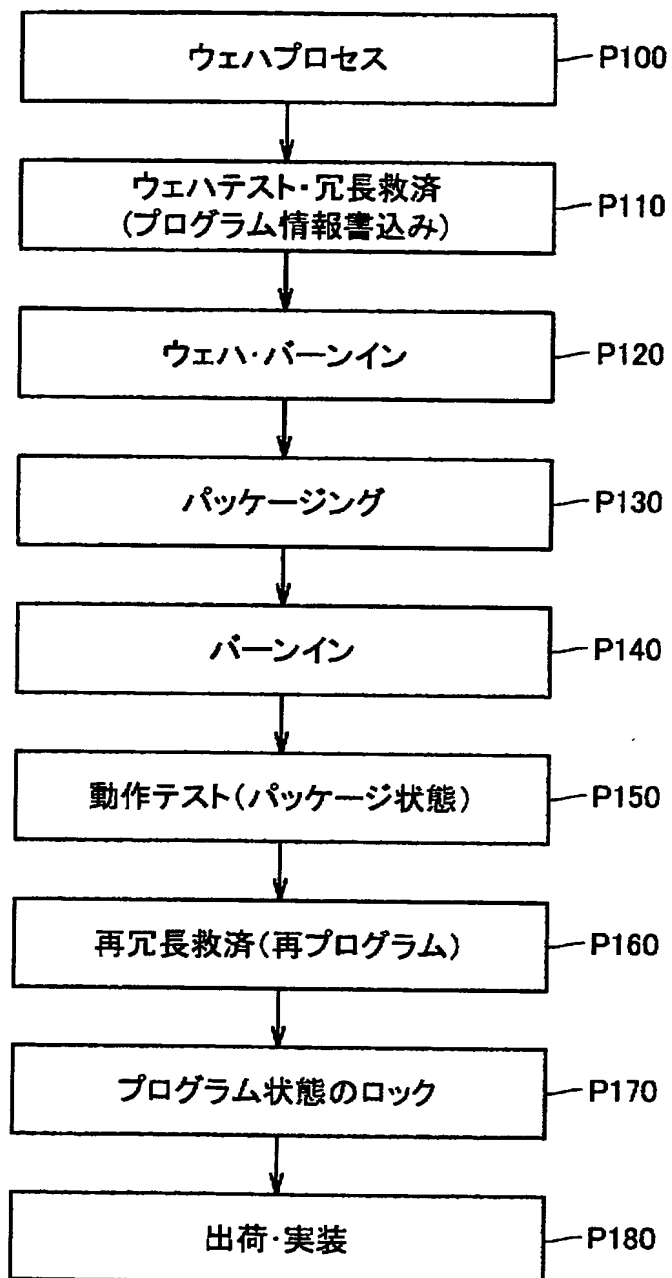 ウェハプロセス P100
ウェハテスト・冗長救済
(プログラム情報書込み) P110
ウェハ・バーンイン P120
パッケージング P130
バーンイン P140
動作テスト(パッケージ状態) P150
再冗長救済(再プログラム) P160
プログラム状態のロック P170
出荷・実装 P180